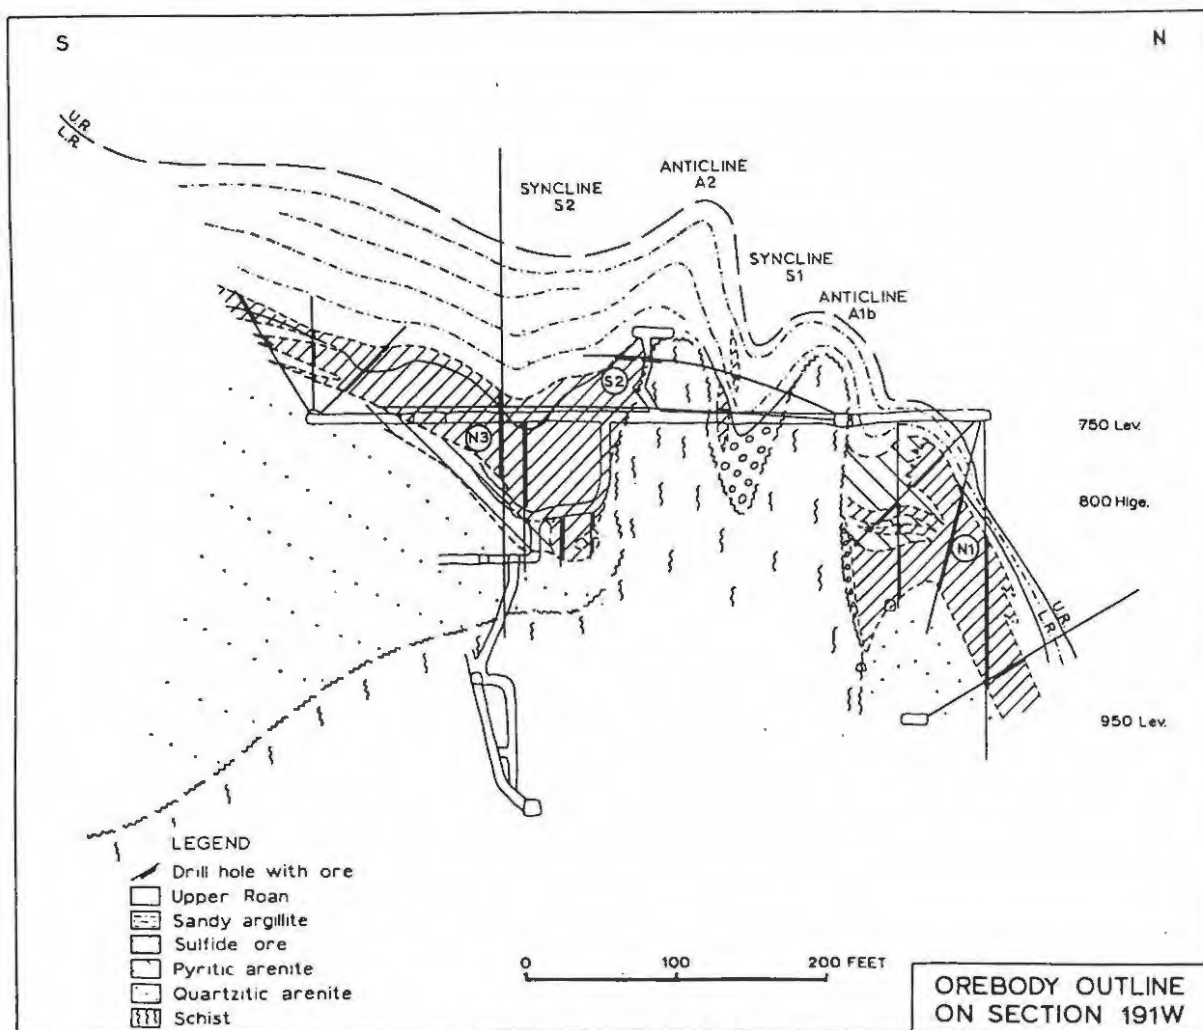 S
N
U.R.
L.R.
SYNCLINE
S2
ANTICLINE
A2
SYNCLINE
S1
ANTICLINE
A1b
S2
N3
N1
750 Lev.
800 Hlge.
950 Lev.
U.R.
L.R.
LEGEND
Drill hole with ore
Upper Roan
Sandy argillite
Sulfide ore
Pyritic arenite
Quartzitic arenite
Schist
0 100 200 FEET
OREBODY OUTLINE
ON SECTION 191W